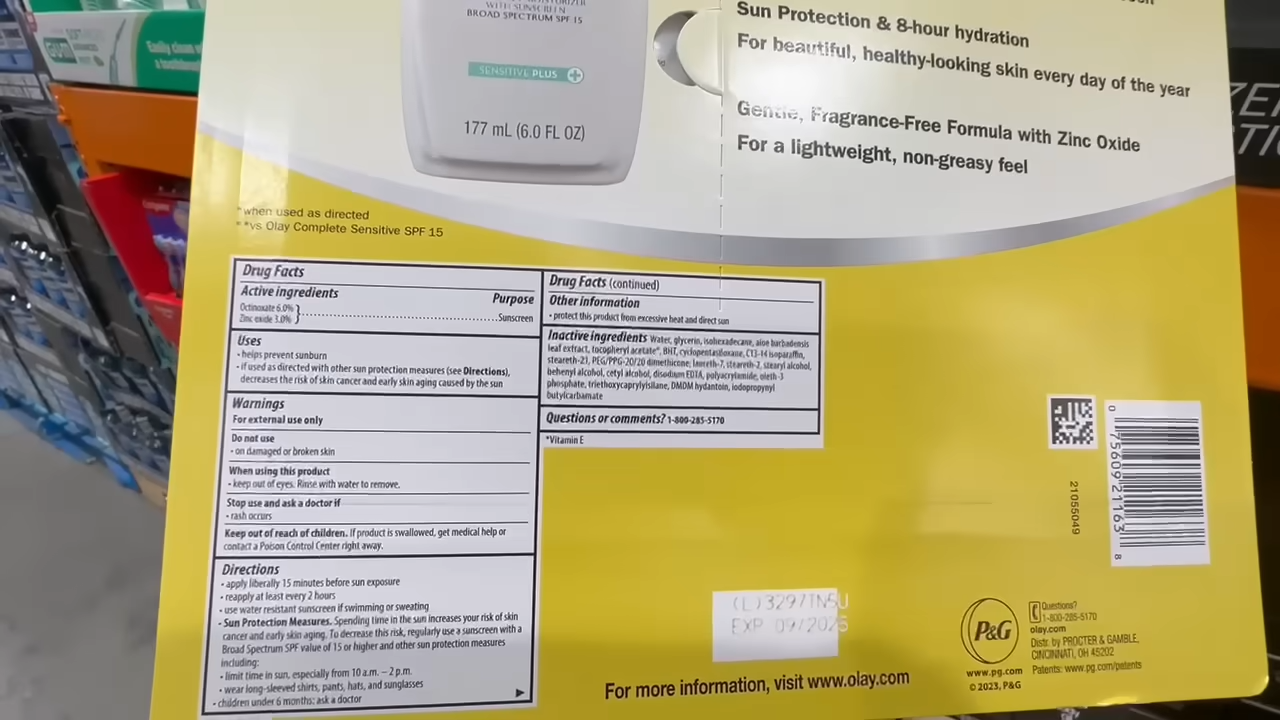 WITH SUNSCREEN
BROAD SPECTRUM SPF 15
SENSITIVE PLUS
177 mL (6.0 FL OZ)
Sun Protection & 8-hour hydration
For beautiful, healthy-looking skin every day of the year
Gentle, Fragrance-Free Formula with Zinc Oxide
For a lightweight, non-greasy feel
GUM
Easily clean
*when used as directed
**vs Olay Complete Sensitive SPF 15
Drug Facts
Active ingredients Purpose
Octinoxate 6.0%
Zinc oxide 3.0% Sunscreen
Uses
• helps prevent sunburn
• if used as directed with other sun protection measures (see Directions),
decreases the risk of skin cancer and early skin aging caused by the sun
Warnings
For external use only
Do not use
• on damaged or broken skin
When using this product
• keep out of eyes. Rinse with water to remove.
Stop use and ask a doctor if
• rash occurs
Keep out of reach of children. If product is swallowed, get medical help or
contact a Poison Control Center right away.
Directions
• apply liberally 15 minutes before sun exposure
• reapply at least every 2 hours
• use water resistant sunscreen if swimming or sweating
• Sun Protection Measures. Spending time in the sun increases your risk of skin
cancer and early skin aging. To decrease this risk, regularly use a sunscreen with a
Broad Spectrum SPF value of 15 or higher and other sun protection measures
including:
• limit time in sun, especially from 10 a.m. – 2 p.m.
• wear long-sleeved shirts, pants, hats, and sunglasses
• children under 6 months: ask a doctor
Drug Facts (continued)
Other information
• protect this product from excessive heat and direct sun
Inactive ingredients Water, glycerin, isohexadecane, aloe barbadensis
leaf extract, tocopheryl acetate*, BHT, cyclopentasiloxane, C13-14 isoparaffin,
steareth-21, PEG/PPG-20/20 dimethicone, laureth-7, steareth-2, stearyl alcohol,
behenyl alcohol, cetyl alcohol, disodium EDTA, polyacrylamide, oleth-3
phosphate, triethoxycaprylylsilane, DMDM hydantoin, iodopropynyl
butylcarbamate
Questions or comments? 1-800-285-5170
*Vitamin E
21055049
0 75609 21163 8
(L)3297TN5U
EXP 09/2025
For more information, visit www.olay.com
P&G
www.pg.com
© 2023, P&G
Questions?
1-800-285-5170
olay.com
Distr. by PROCTER & GAMBLE,
CINCINNATI, OH 45202
Patents: www.pg.com/patents